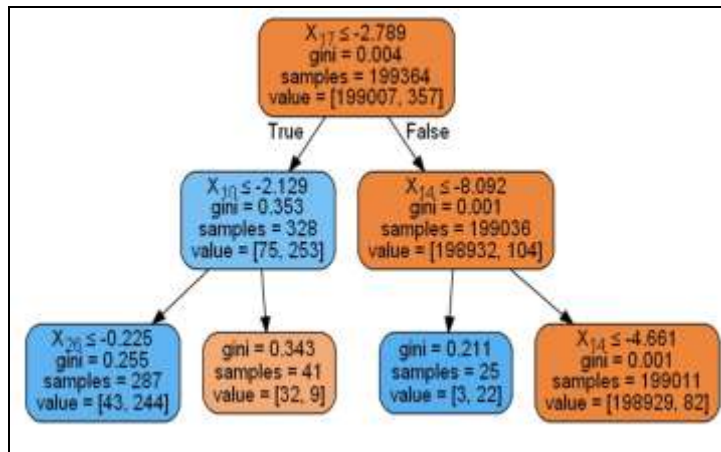 X17 ≤ -2.789
gini = 0.004
samples = 199364
value = [199007, 357]
True
False
X10 ≤ -2.129
gini = 0.353
samples = 328
value = [75, 253]
X14 ≤ -8.092
gini = 0.001
samples = 199036
value = [198932, 104]
X26 ≤ -0.225
gini = 0.255
samples = 287
value = [43, 244]
gini = 0.343
samples = 41
value = [32, 9]
gini = 0.211
samples = 25
value = [3, 22]
X14 ≤ -4.661
gini = 0.001
samples = 199011
value = [198929, 82]